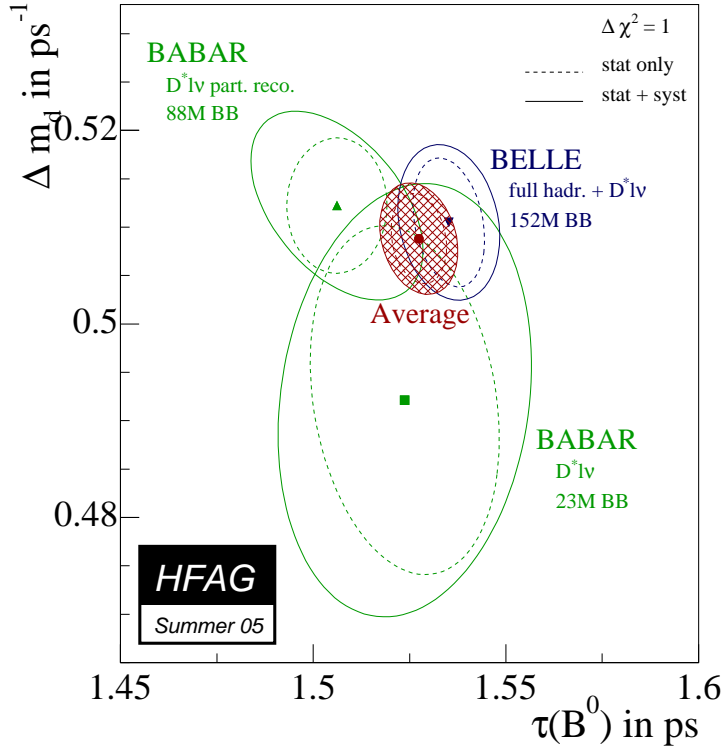 Δ m_d in ps^-1
Δ χ^2 = 1
stat only
stat + syst
BABAR
D^*lν part. reco.
88M BB
BELLE
full hadr. + D^*lν
152M BB
Average
BABAR
D^*lν
23M BB
HFAG
Summer 05
0.52
0.5
0.48
1.45 1.5 1.55 1.6
τ(B^0) in ps